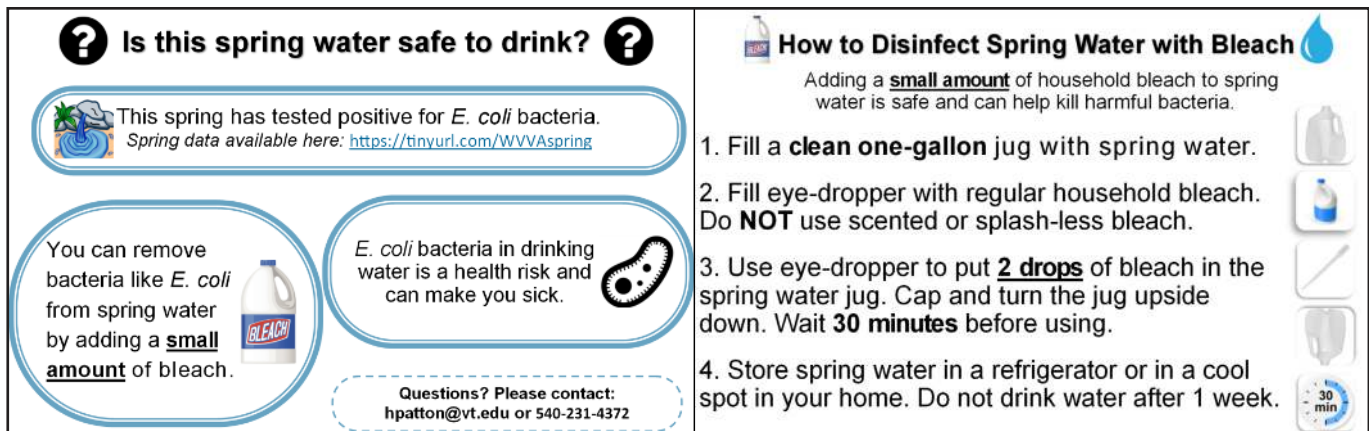 Is this spring water safe to drink?
This spring has tested positive for E. coli bacteria.
Spring data available here: https://tinyurl.com/WVVAspring
You can remove
bacteria like E. coli
from spring water
by adding a small
amount of bleach.
BLEACH
E. coli bacteria in drinking
water is a health risk and
can make you sick.
Questions? Please contact:
hpatton@vt.edu or 540-231-4372
BLEACH
How to Disinfect Spring Water with Bleach
Adding a small amount of household bleach to spring
water is safe and can help kill harmful bacteria.
1. Fill a clean one-gallon jug with spring water.
2. Fill eye-dropper with regular household bleach.
Do NOT use scented or splash-less bleach.
3. Use eye-dropper to put 2 drops of bleach in the
spring water jug. Cap and turn the jug upside
down. Wait 30 minutes before using.
4. Store spring water in a refrigerator or in a cool
spot in your home. Do not drink water after 1 week.
30
min